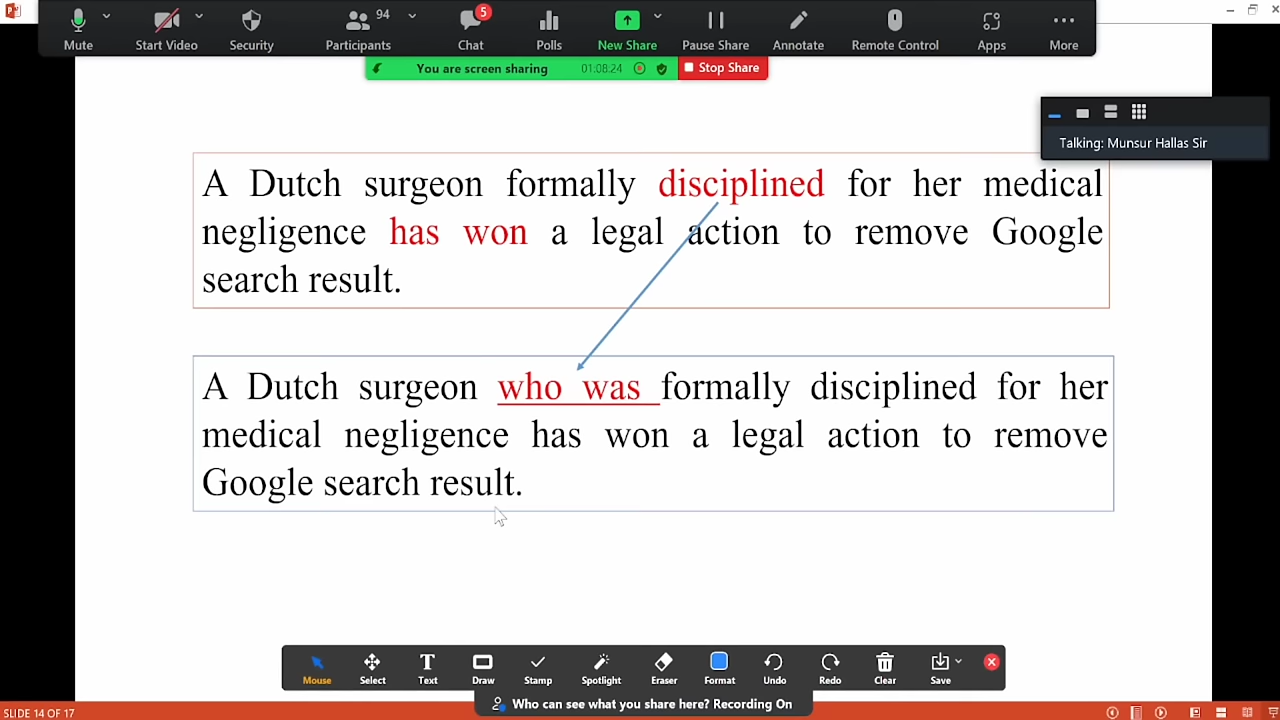 94
5
Mute
Start Video
Security
Participants
Chat
Polls
New Share
Pause Share
Annotate
Remote Control
Apps
More
You are screen sharing
01:08:24
Stop Share
Talking: Munsur Hallas Sir
A Dutch surgeon formally disciplined for her medical
negligence has won a legal action to remove Google
search result.
A Dutch surgeon who was formally disciplined for her
medical negligence has won a legal action to remove
Google search result.
Mouse
Select
Text
Draw
Stamp
Spotlight
Eraser
Format
Undo
Redo
Clear
Save
Who can see what you share here? Recording On
SLIDE 14 OF 17